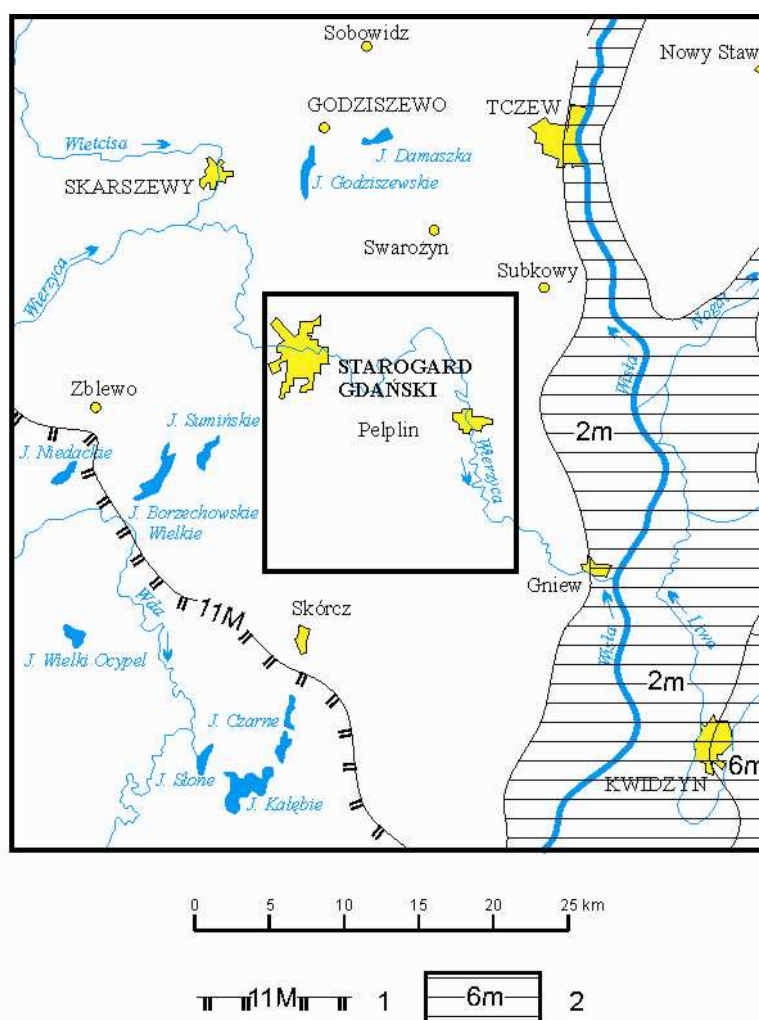 Sobowidz
Nowy Staw
GODZISZEWO
TCZEW
Wietcisa
J. Damaszka
SKARSZEWY
J. Godziszewskie
Swarożyn
Subkowy
Wierzyca
Nogat
Wisła
STAROGARD
GDAŃSKI
Zblewo
J. Sumińskie
Pelplin
2m
J. Niedackie
Wierzyca
J. Borzechowskie
Wielkie
Gniew
Wda
11M
Skórcz
Wisła
Liwa
J. Wielki Ocypel
2m
J. Czarne
J. Słone
J. Kałębie
KWIDZYN
6m
0 5 10 15 20 25 km
11M 1 6m 2